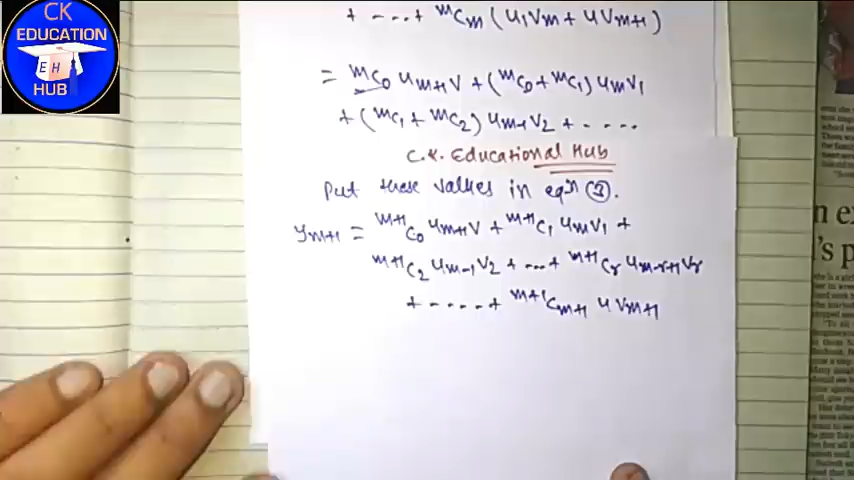 CK
EDUCATION
EH
HUB
+ - - .. + ᵐCₘ (U₁Vₘ + UVₘ₊₁)
= ᵐC₀ Uₘ₊₁V + (ᵐC₀ + ᵐC₁) UₘV₁
+ (ᵐC₁ + ᵐC₂) Uₘ₋₁V₂ + - . . . .
C.K. Educational Hub
Put these values in eqⁿ (3).
yₘ₊₁ = ᵐ⁺¹C₀ Uₘ₊₁V + ᵐ⁺¹C₁ UₘV₁ +
ᵐ⁺¹C₂ Uₘ₋₁V₂ + - .. + ᵐ⁺¹Cᵣ Uₘ₋ᵣ₊₁Vᵣ
+ - - . - - + ᵐ⁺¹Cₘ₊₁ UVₘ₊₁